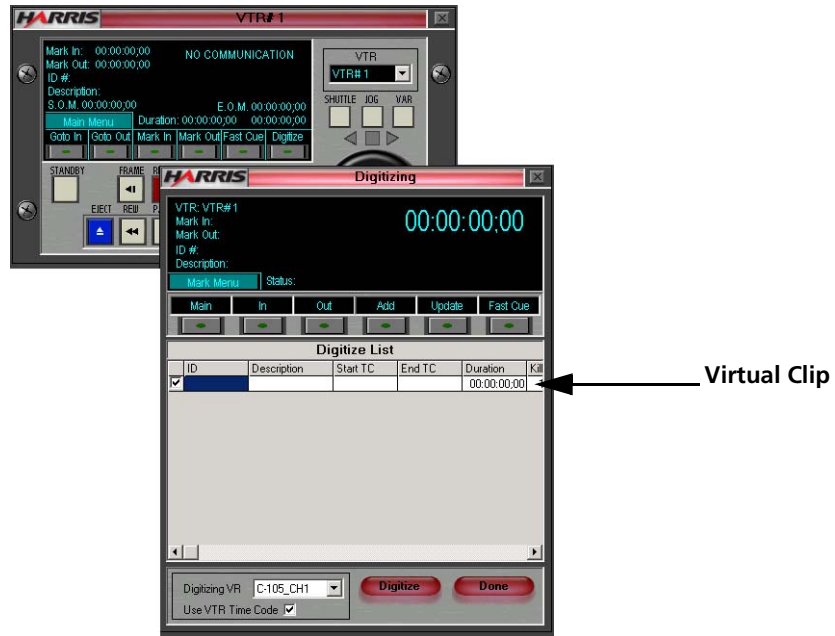 HARRIS VTR# 1
Mark In: 00:00:00;00
NO COMMUNICATION
Mark Out: 00:00:00;00
ID #:
Description:
S.O.M. 00:00:00;00 E.O.M. 00:00:00;00
Main Menu Duration: 00:00:00;00 00:00:00;00
Goto In Goto Out Mark In Mark Out Fast Cue Digitize
VTR
VTR# 1
SHUTTLE JOG VAR
STANDBY FRAME
EJECT REW
HARRIS Digitizing
VTR: VTR#1
Mark In:
Mark Out:
ID #:
Description:
00:00:00;00
Mark Menu Status:
Main In Out Add Update Fast Cue
Digitize List
ID Description Start TC End TC Duration Kill
00:00:00;00
Virtual Clip
Digitizing VR C-105_CH1 Digitize Done
Use VTR Time Code